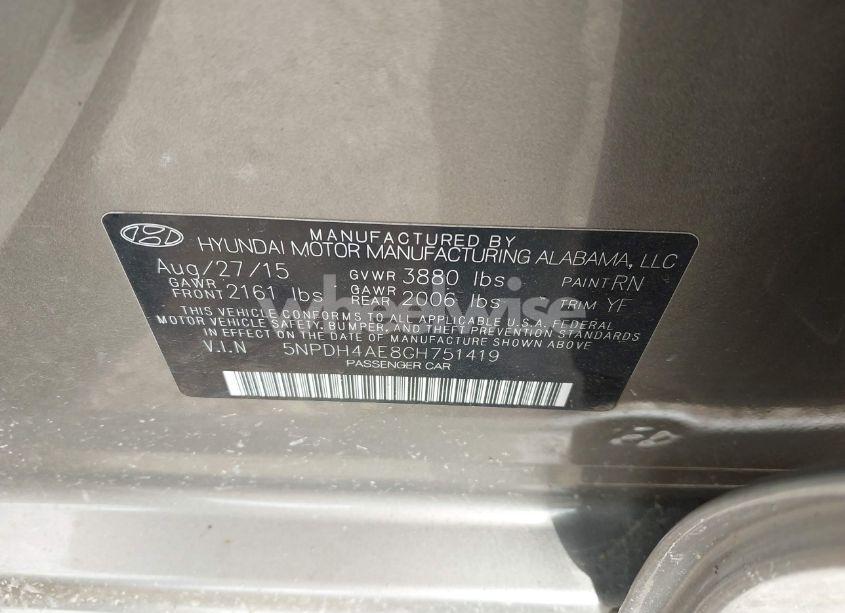 MANUFACTURED BY
HYUNDAI MOTOR MANUFACTURING ALABAMA, LLC
Aug/27/15 GVWR 3880 lbs PAINT RN
GAWR FRONT 2161 lbs GAWR REAR 2006 lbs TRIM YF
THIS VEHICLE CONFORMS TO ALL APPLICABLE U.S. FEDERAL
MOTOR VEHICLE SAFETY, BUMPER, AND THEFT PREVENTION STANDARDS
IN EFFECT ON THE DATE OF MANUFACTURE SHOWN ABOVE.
V.I.N 5NPDH4AE8GH751419
PASSENGER CAR
wheelwise